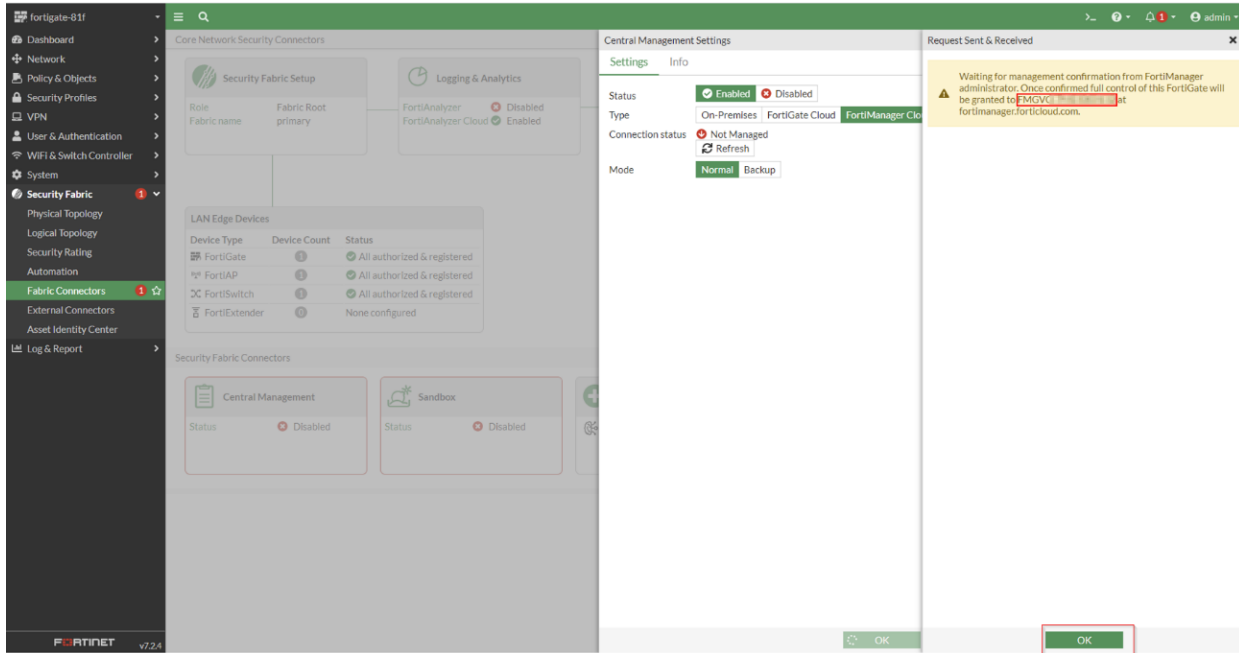 fortigate-81f
>_
1
admin
Dashboard
Network
Policy & Objects
Security Profiles
VPN
User & Authentication
WiFi & Switch Controller
System
Security Fabric 1
Physical Topology
Logical Topology
Security Rating
Automation
Fabric Connectors 1
External Connectors
Asset Identity Center
Log & Report
FORTINET v7.2.4
Core Network Security Connectors
Security Fabric Setup
Role Fabric Root
Fabric name primary
Logging & Analytics
FortiAnalyzer Disabled
FortiAnalyzer Cloud Enabled
LAN Edge Devices
Device Type Device Count Status
FortiGate 1 All authorized & registered
FortiAP 1 All authorized & registered
FortiSwitch 1 All authorized & registered
FortiExtender 0 None configured
Security Fabric Connectors
Central Management
Status Disabled
Sandbox
Status Disabled
Central Management Settings
Settings Info
Status Enabled Disabled
Type On-Premises FortiGate Cloud FortiManager Clo
Connection status Not Managed
Refresh
Mode Normal Backup
OK
Request Sent & Received
Waiting for management confirmation from FortiManager
administrator. Once confirmed full control of this FortiGate will
be granted to at
fortimanager.forticloud.com.
OK